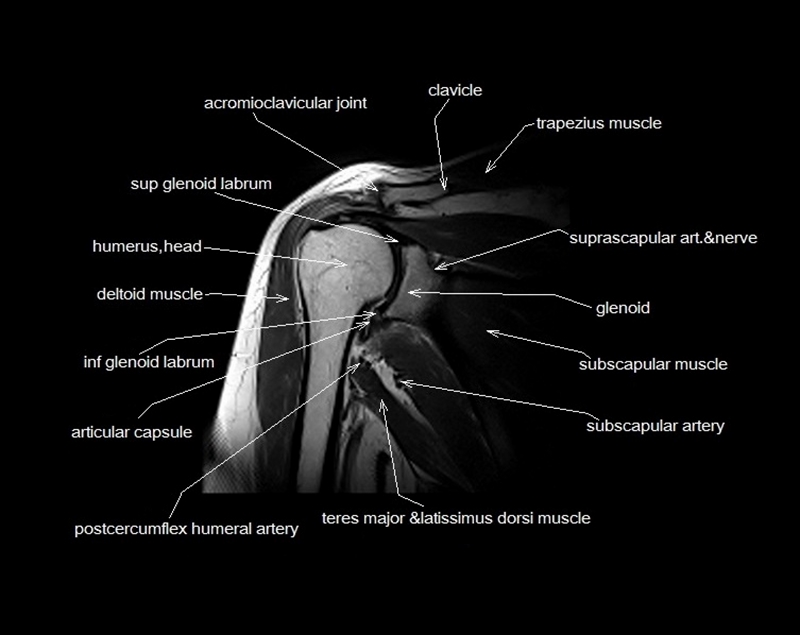 clavicle
acromioclavicular joint
trapezius muscle
sup glenoid labrum
suprascapular art.&nerve
humerus,head
deltoid muscle
glenoid
inf glenoid labrum
subscapular muscle
articular capsule
subscapular artery
teres major &latissimus dorsi muscle
postcercumflex humeral artery